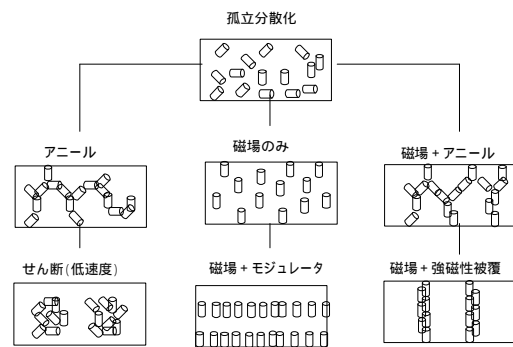 孤立分散化
アニール
磁場のみ
磁場+アニール
せん断(低速度)
磁場+モジュレータ
磁場+強磁性被覆